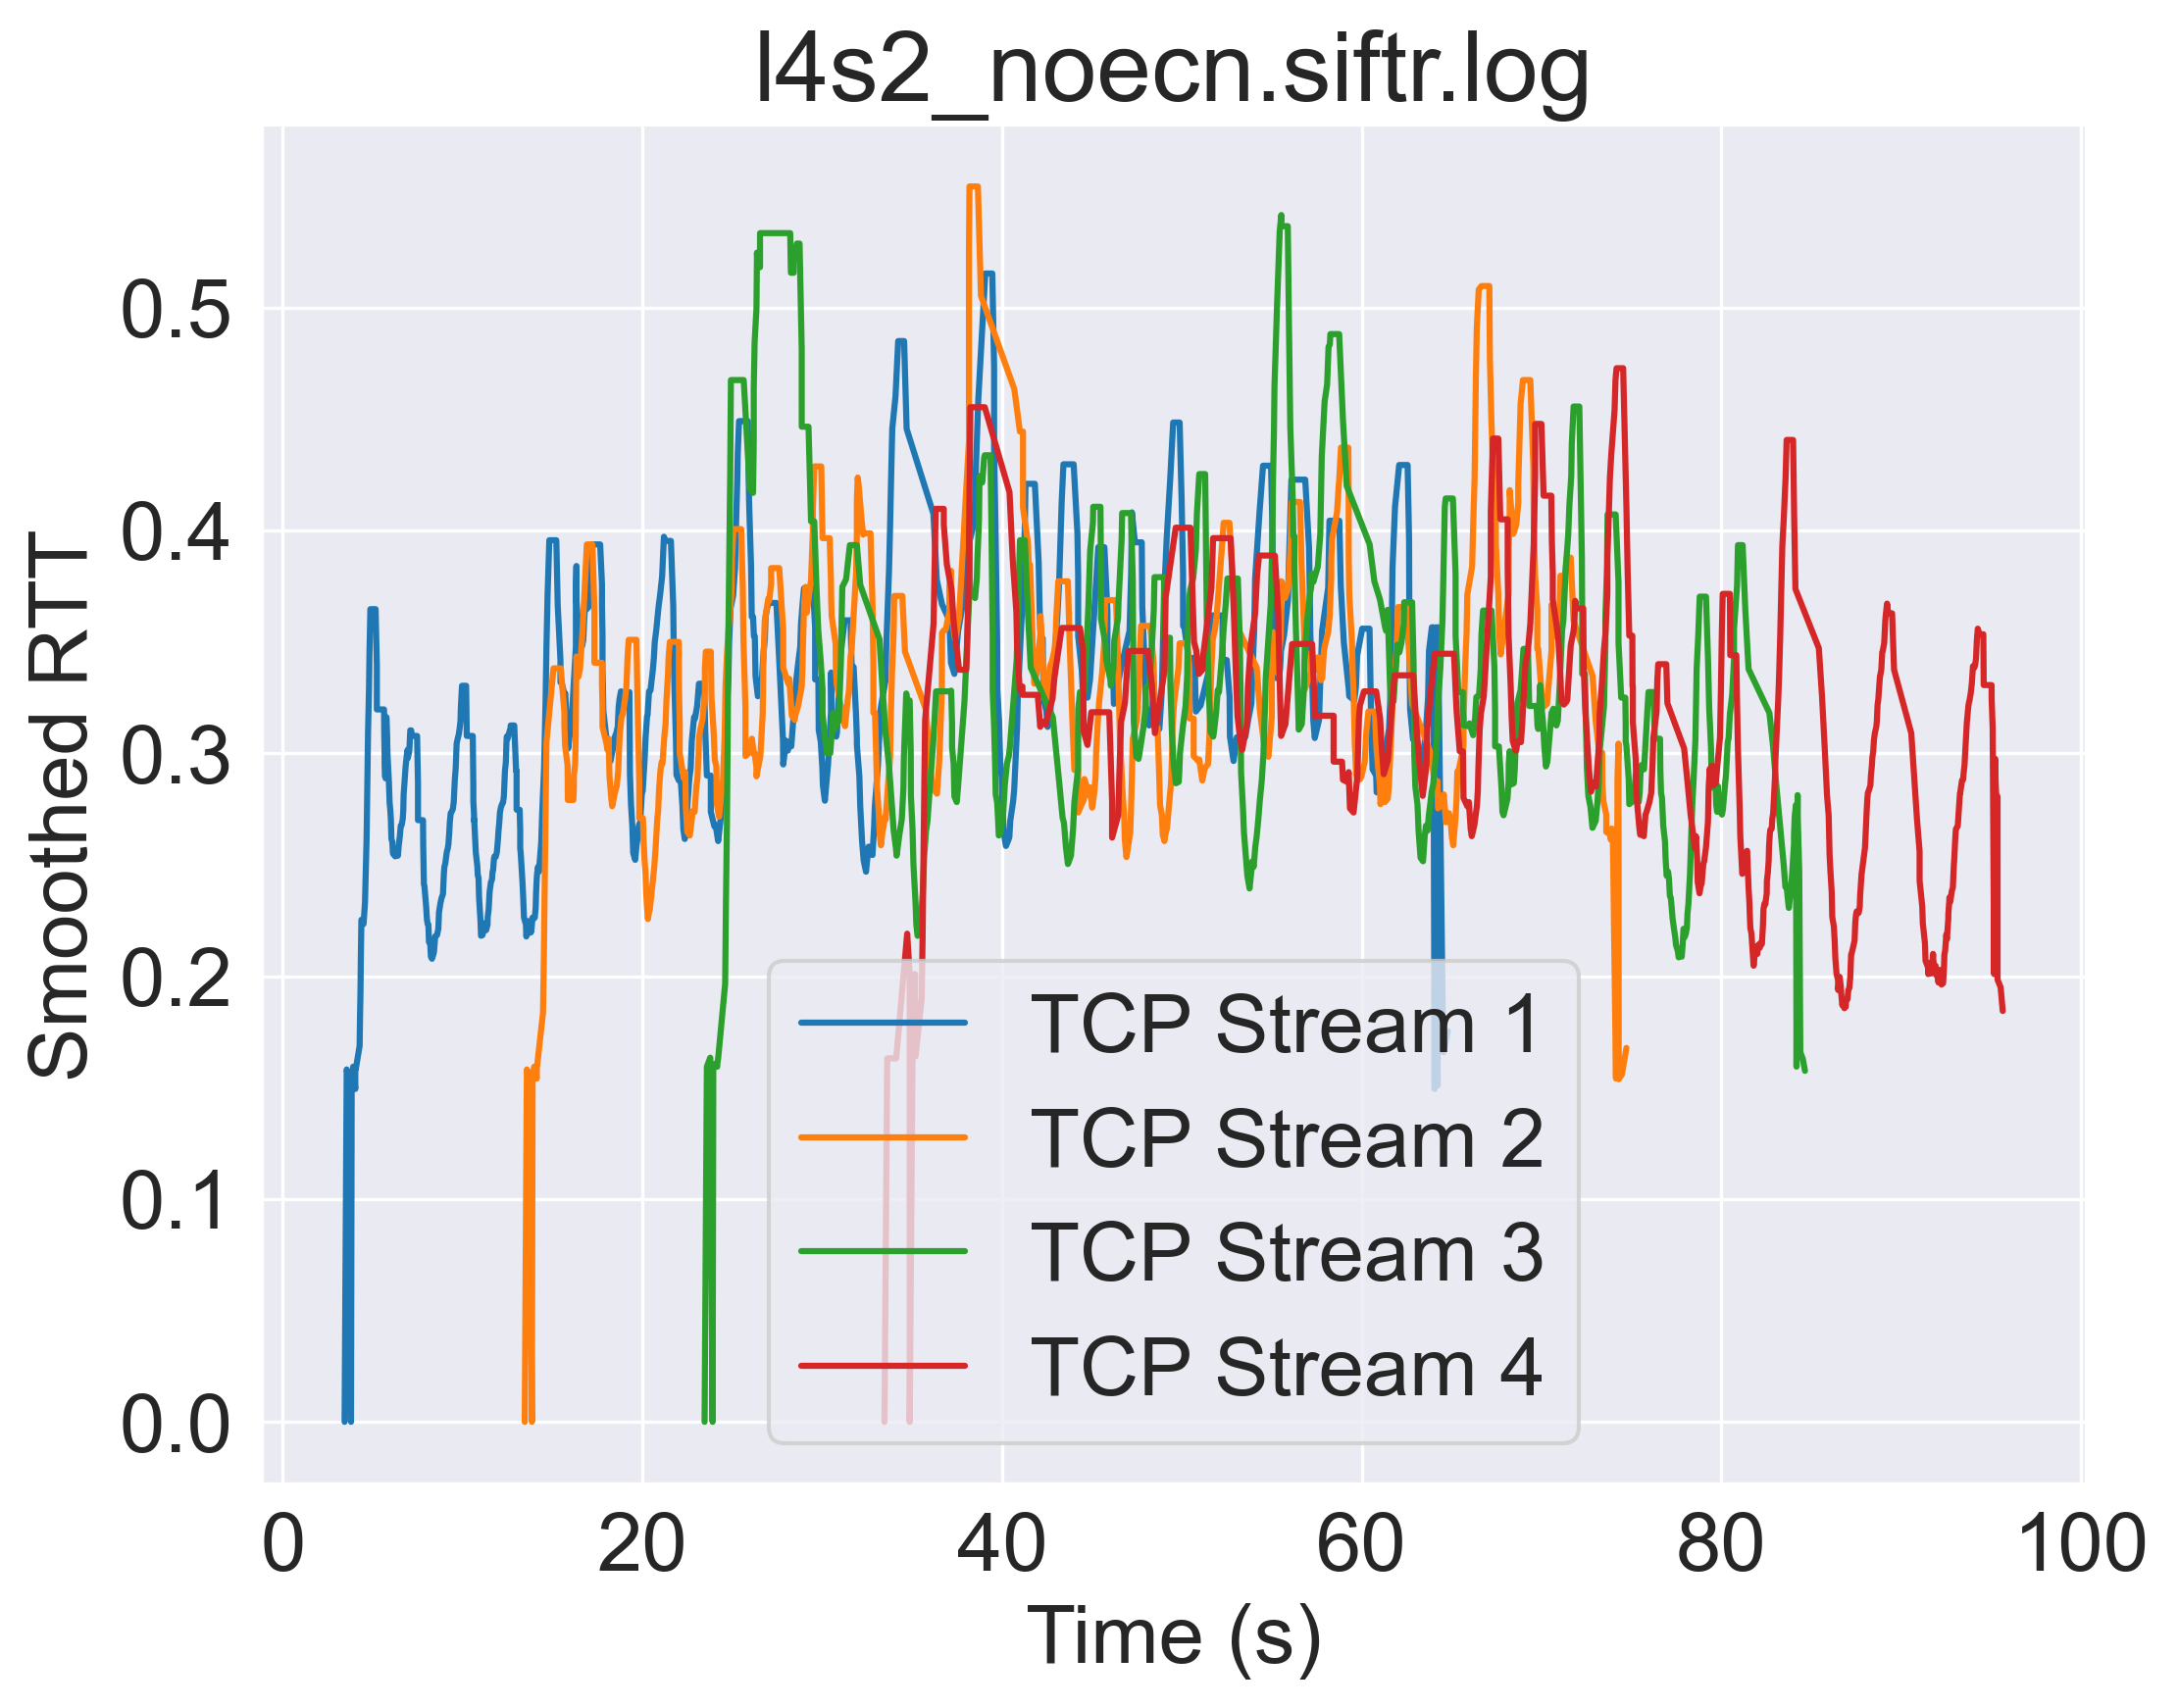 l4s2_noecn.siftr.log
Smoothed RTT
0.5
0.4
0.3
0.2
0.1
0.0
TCP Stream 1
TCP Stream 2
TCP Stream 3
TCP Stream 4
0 20 40 60 80 100
Time (s)